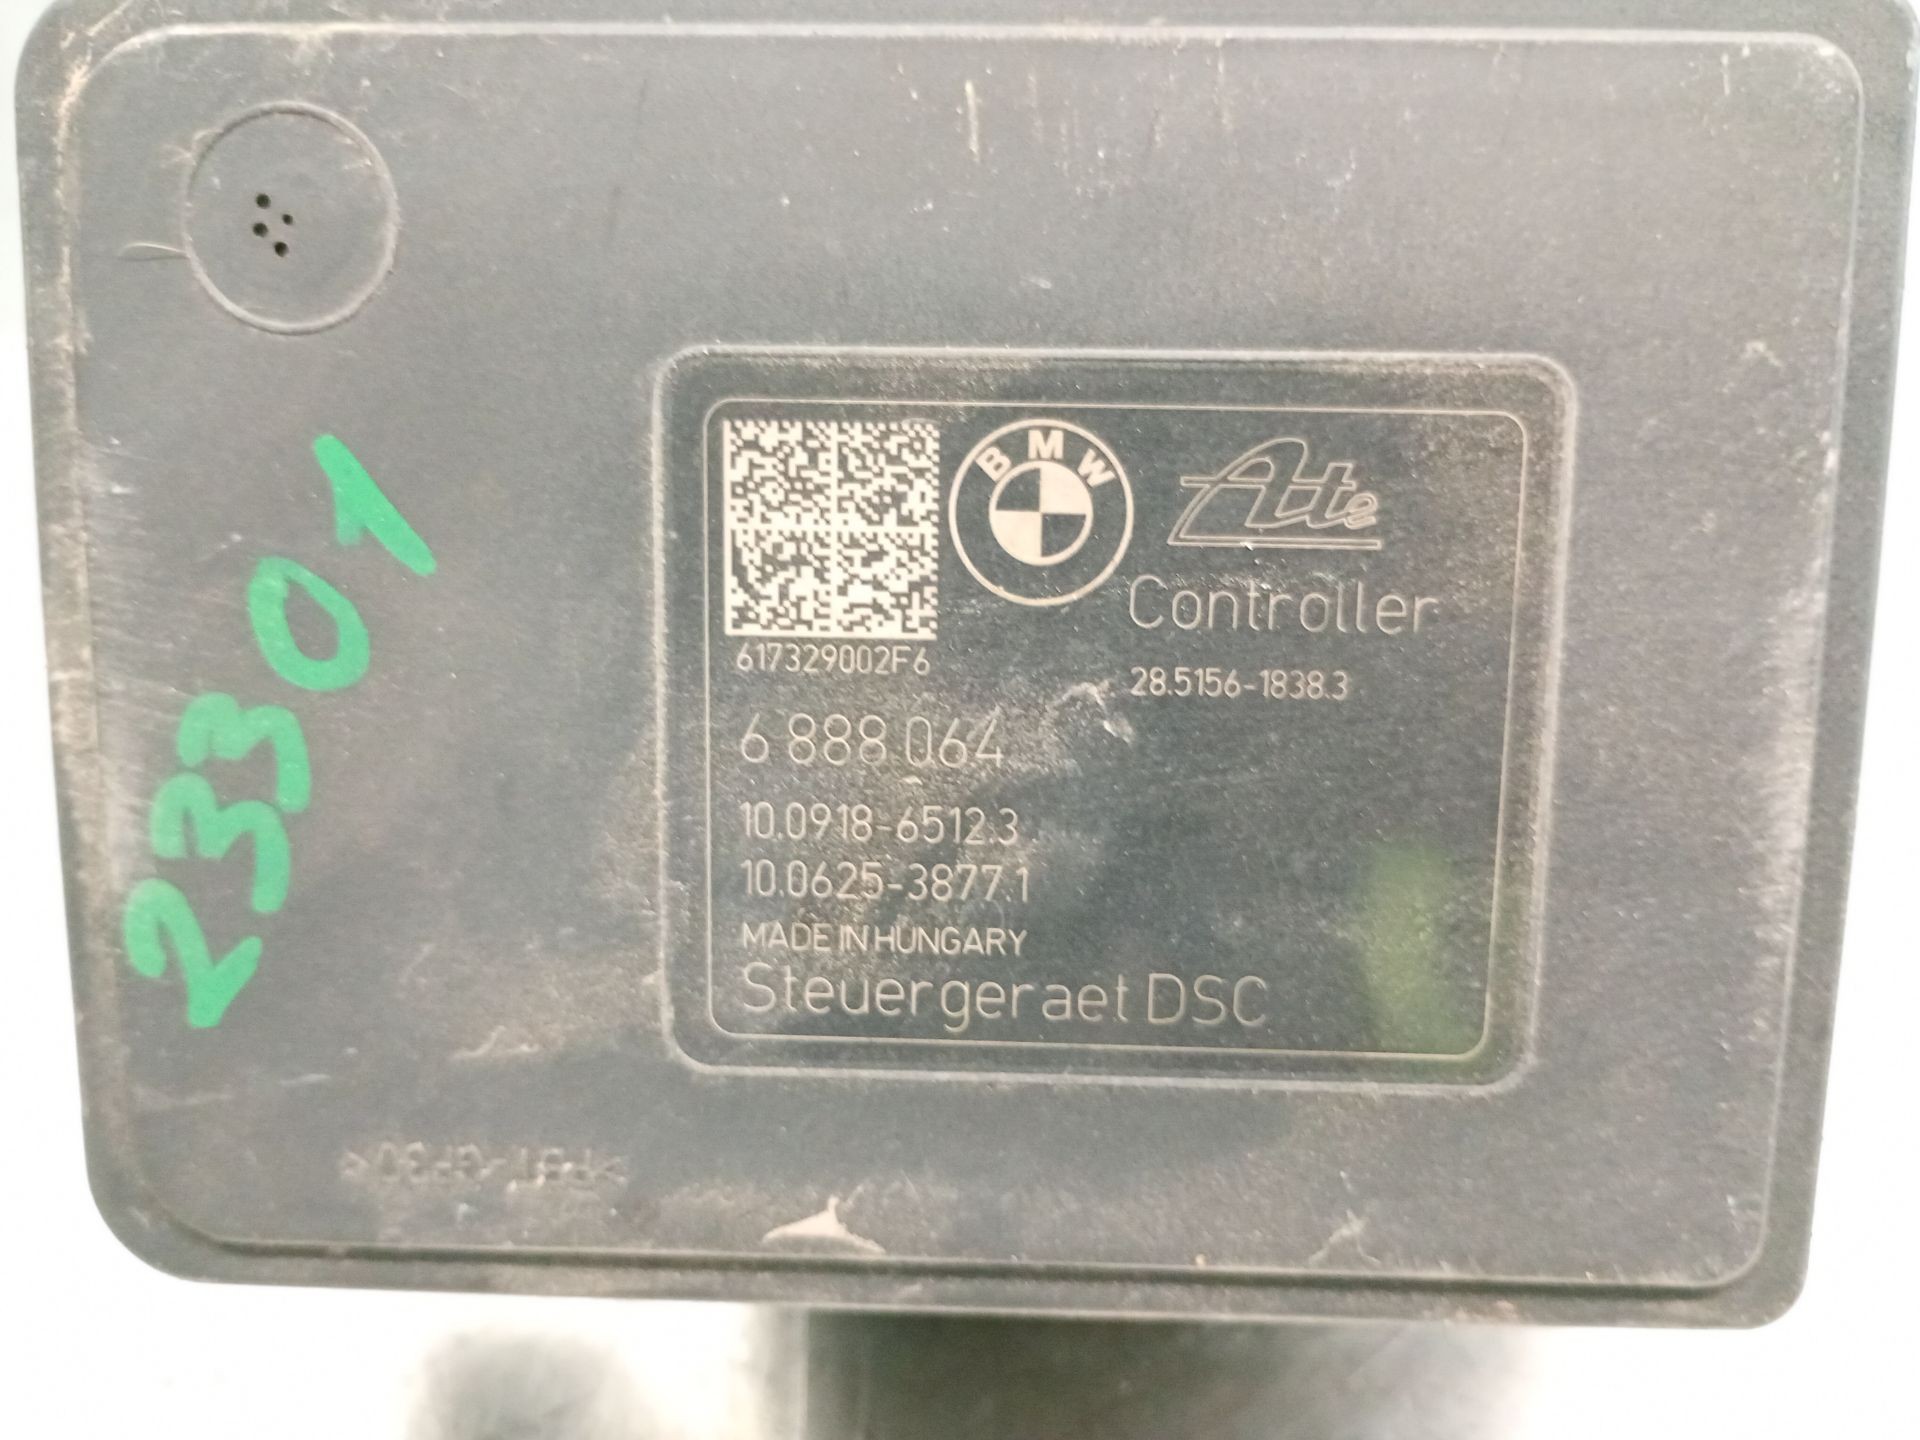 23301
BMW
Ate
Controller
617329002F6
28.5156-1838.3
6 888 064
10.0918-6512.3
10.0625-3877.1
MADE IN HUNGARY
Steuergeraet DSC